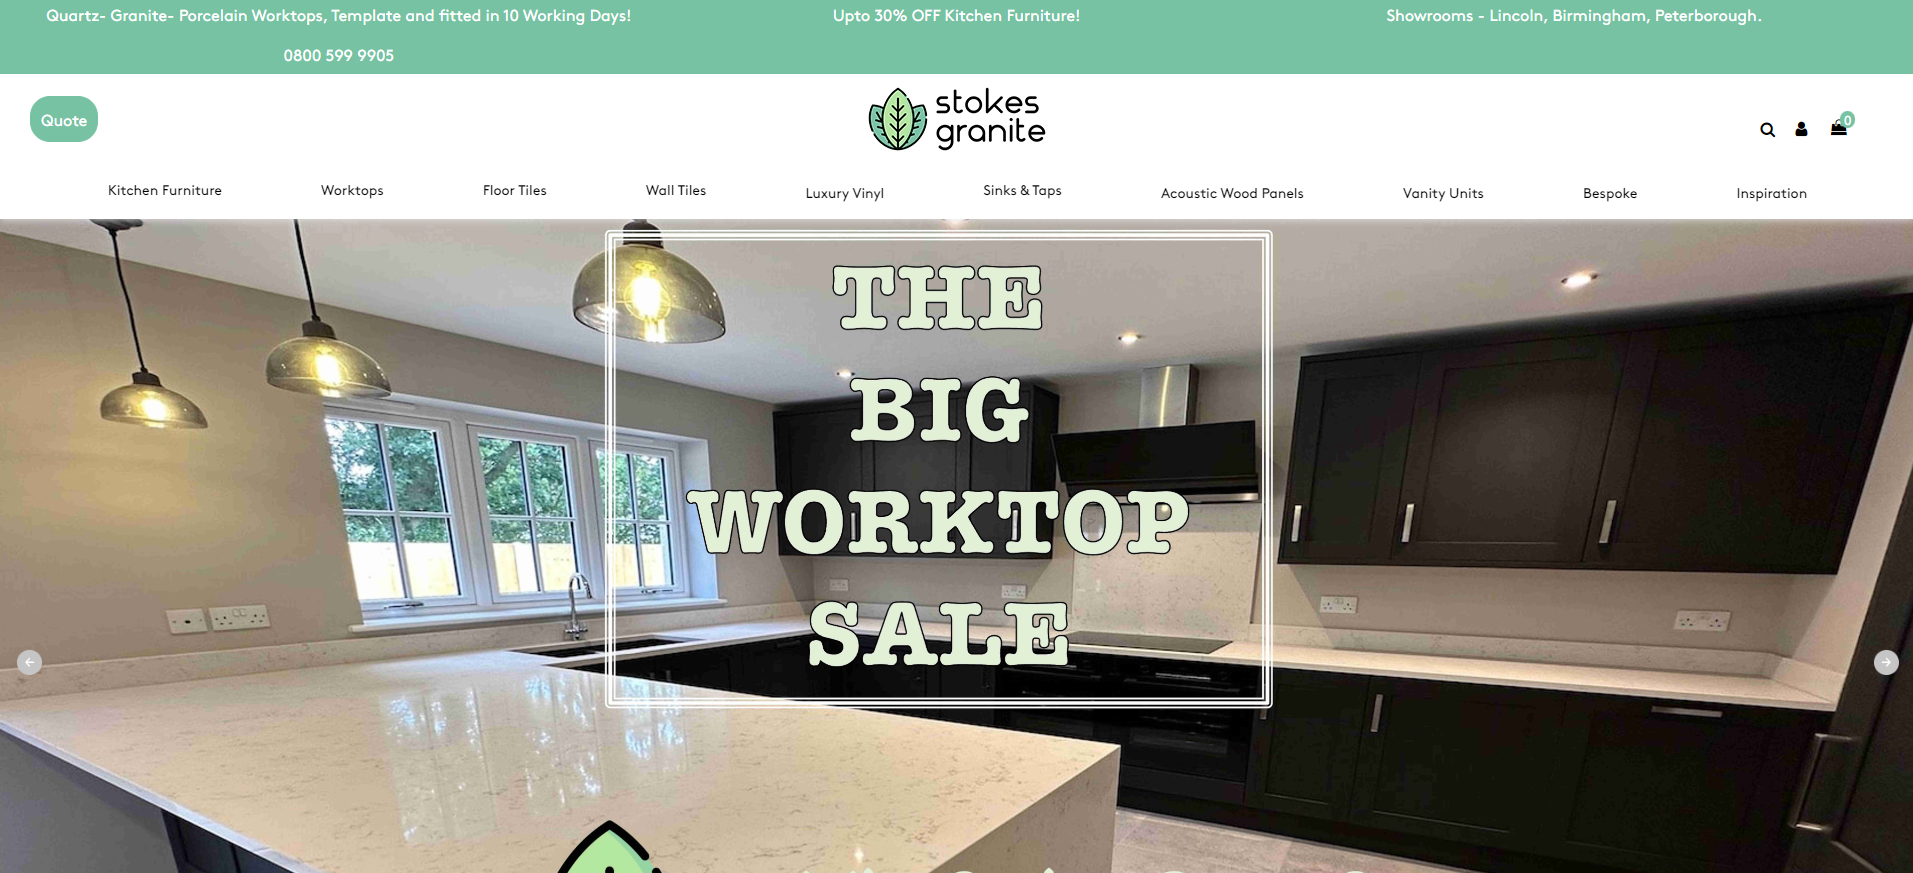 Quartz- Granite- Porcelain Worktops, Template and fitted in 10 Working Days!
0800 599 9905
Upto 30% OFF Kitchen Furniture!
Showrooms - Lincoln, Birmingham, Peterborough.
Quote
stokes
granite
0
Kitchen Furniture
Worktops
Floor Tiles
Wall Tiles
Luxury Vinyl
Sinks & Taps
Acoustic Wood Panels
Vanity Units
Bespoke
Inspiration
THE
BIG
WORKTOP
SALE